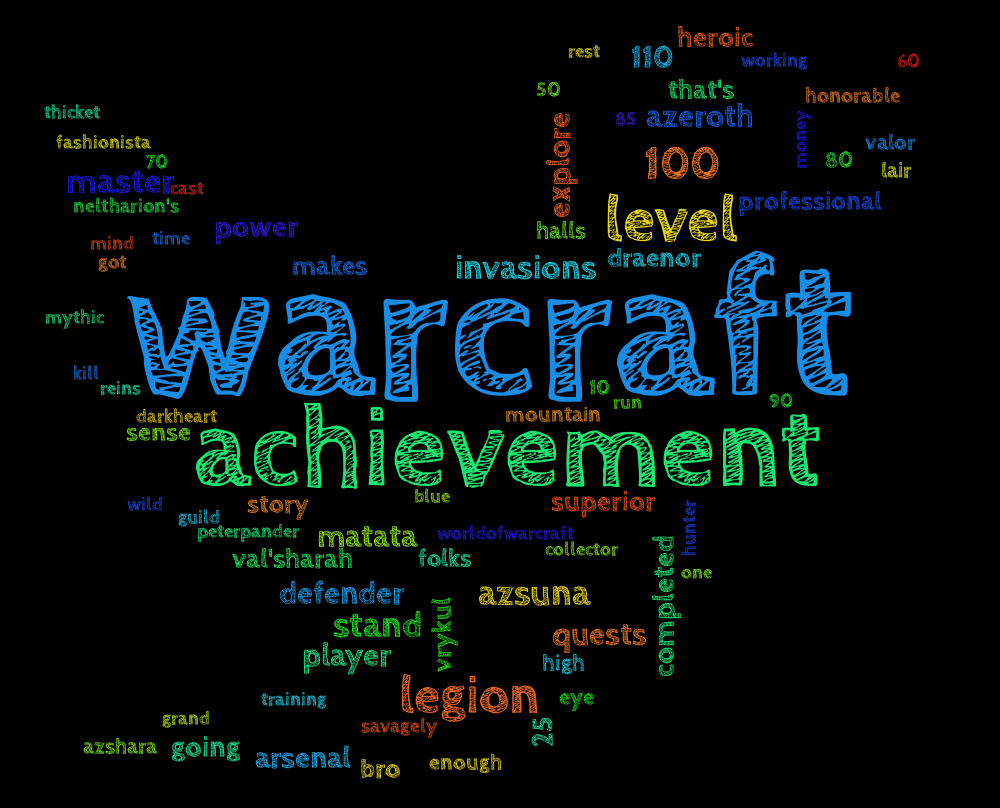 heroic
rest
110
working
60
50
that's
honorable
thicket
explore
85
azeroth
money
fashionista
valor
70
100
80
lair
master
cast
neltharion's
level
professional
power
halls
mind
time
got
makes
invasions
draenor
warcraft
mythic
kill
reins
10
run
90
darkheart
mountain
sense
achievement
wild
story
blue
superior
guild
hunter
peterpander
matata
worldofwarcraft
collector
val'sharah
folks
completed
one
defender
azsuna
stand
vrykul
quests
player
high
training
legion
eye
grand
savagely
25
azshara
going
arsenal
bro
enough